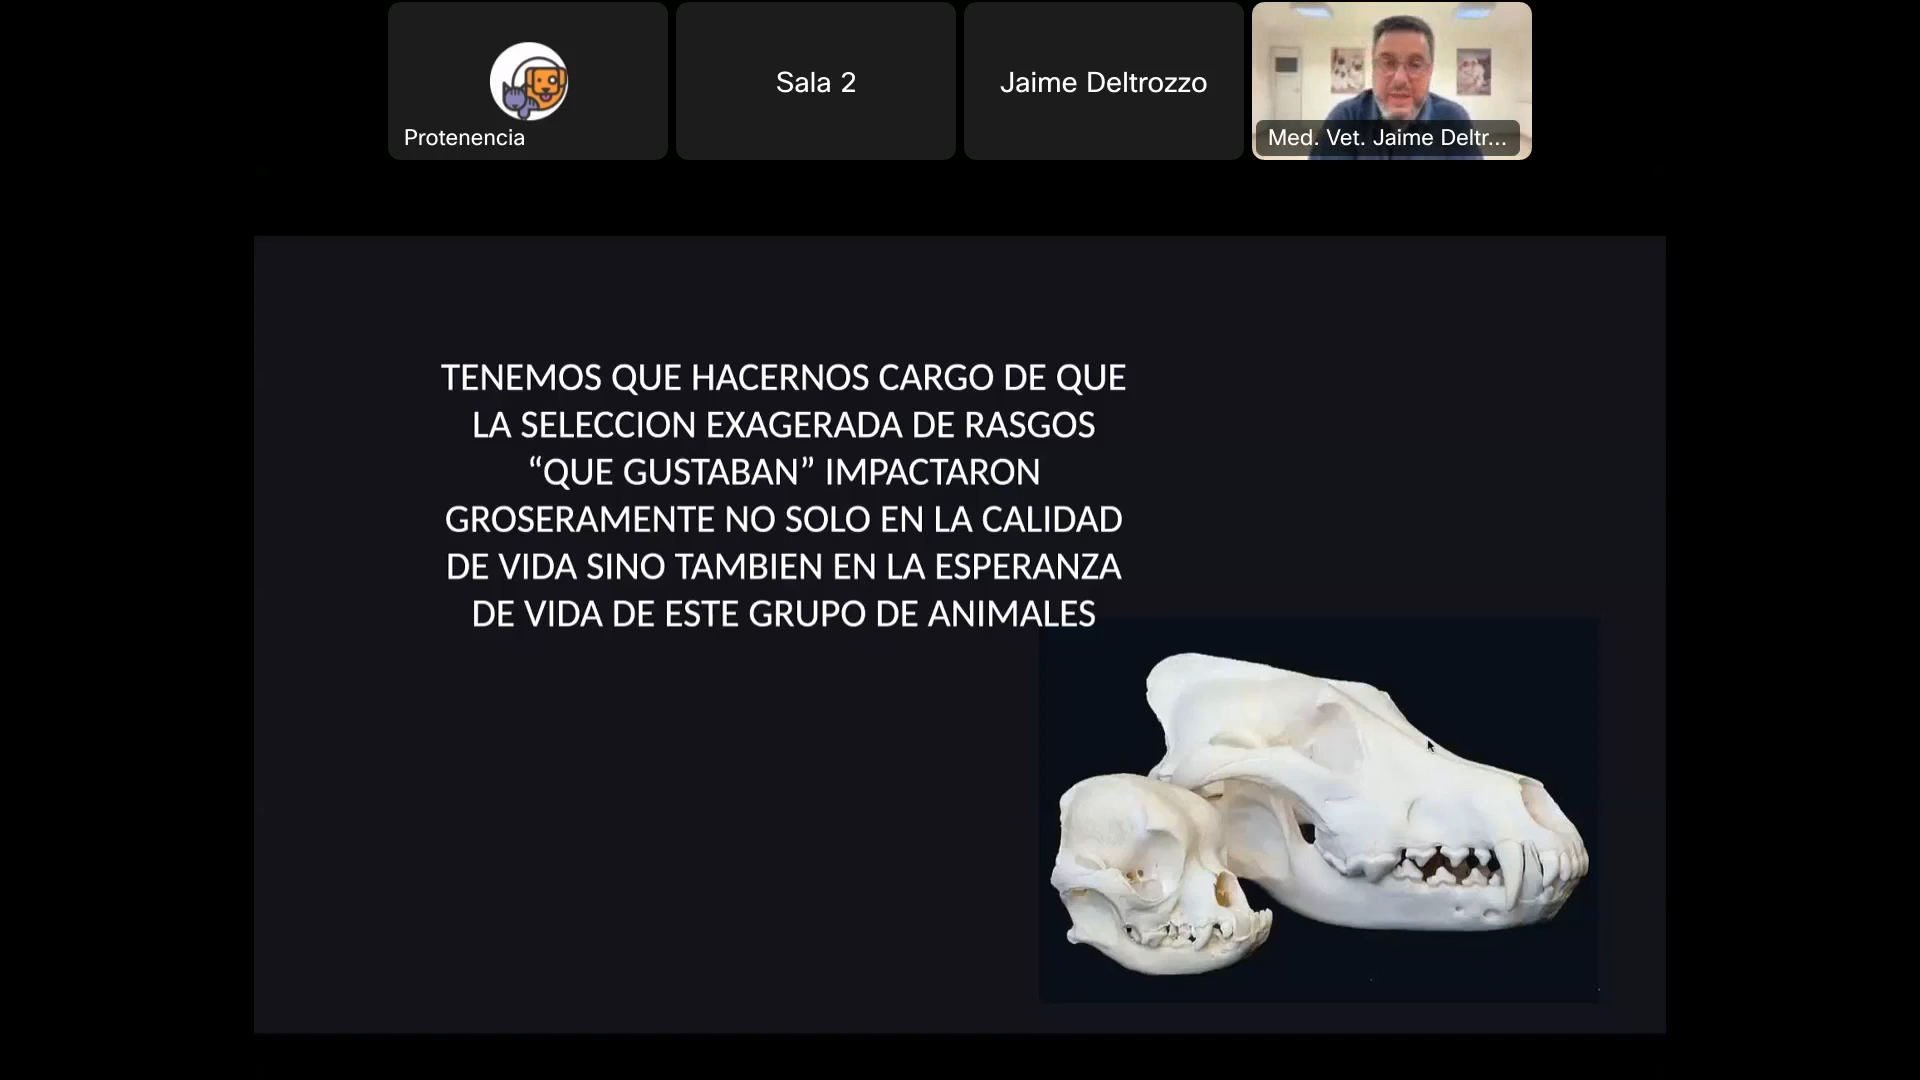 Protenencia
Sala 2
Jaime Deltrozzo
Med. Vet. Jaime Deltr...
TENEMOS QUE HACERNOS CARGO DE QUE
LA SELECCION EXAGERADA DE RASGOS
“QUE GUSTABAN” IMPACTARON
GROSERAMENTE NO SOLO EN LA CALIDAD
DE VIDA SINO TAMBIEN EN LA ESPERANZA
DE VIDA DE ESTE GRUPO DE ANIMALES